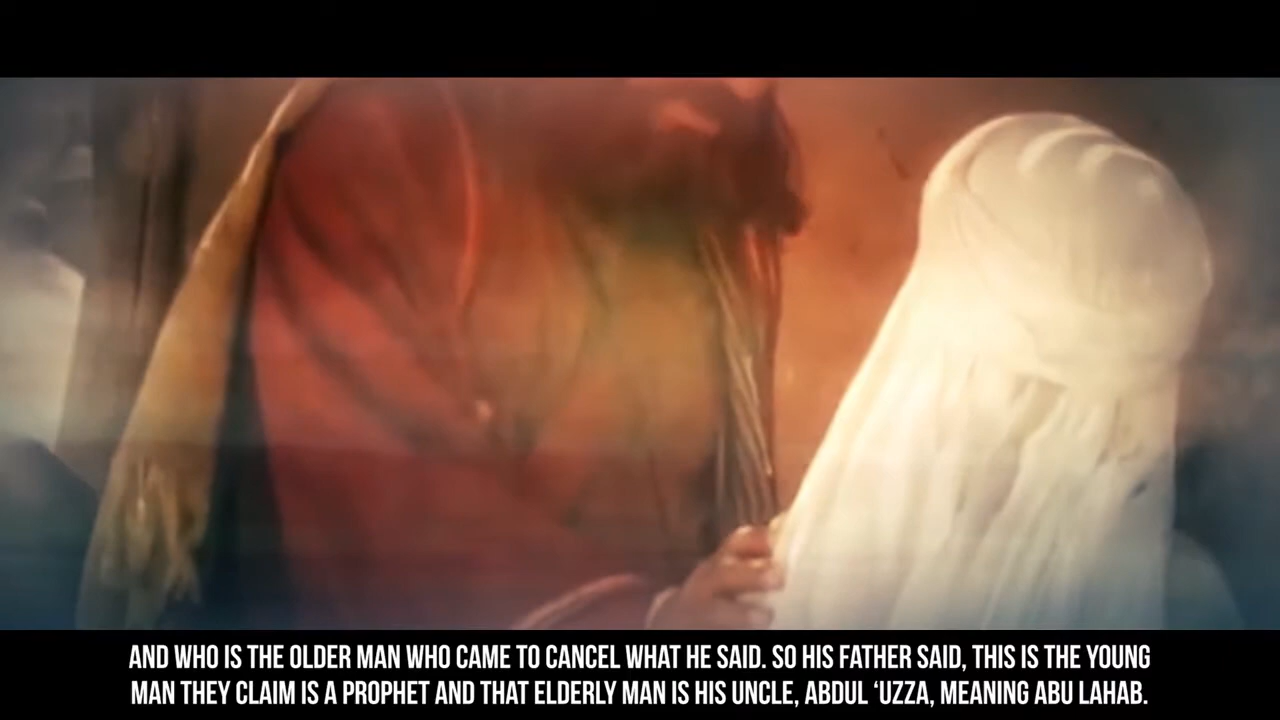 AND WHO IS THE OLDER MAN WHO CAME TO CANCEL WHAT HE SAID. SO HIS FATHER SAID, THIS IS THE YOUNG
MAN THEY CLAIM IS A PROPHET AND THAT ELDERLY MAN IS HIS UNCLE, ABDUL ‘UZZA, MEANING ABU LAHAB.